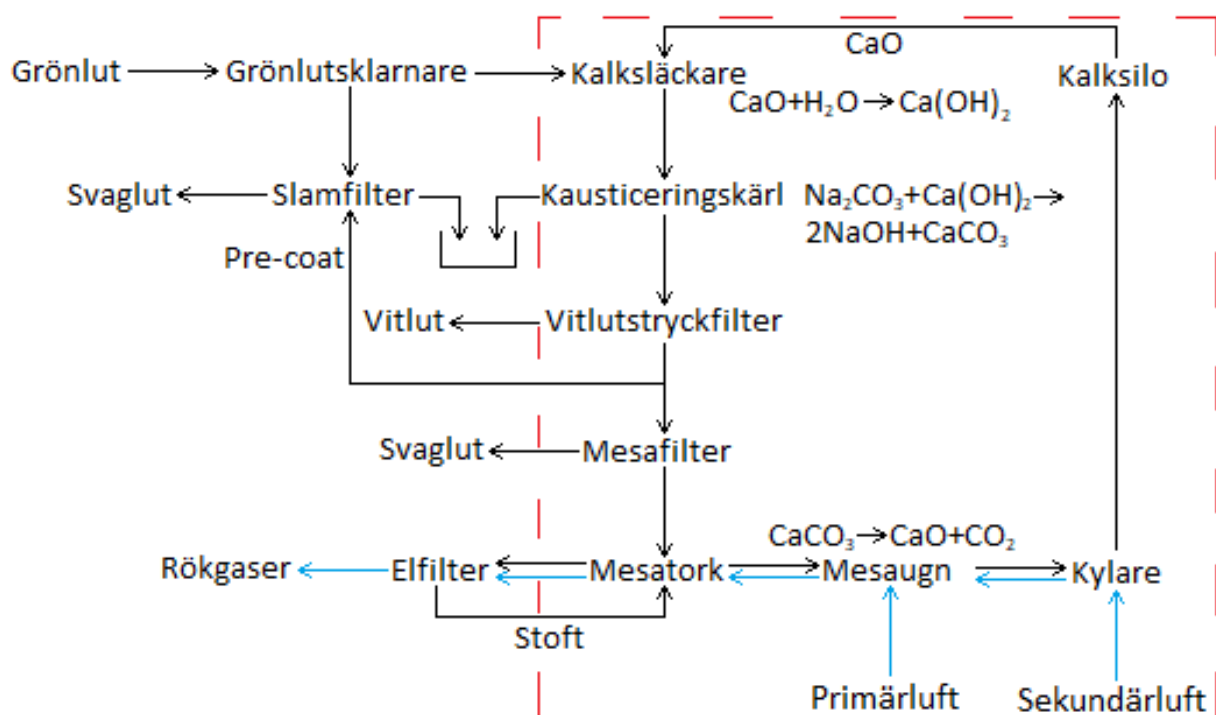 CaO
Grönlut Grönlutsklarnare Kalksläckare Kalksilo
CaO+H₂O→Ca(OH)₂
Svaglut Slamfilter Kausticeringskärl Na₂CO₃+Ca(OH)₂→
2NaOH+CaCO₃
Pre-coat
Vitlut Vitlutstryckfilter
Svaglut Mesafilter
CaCO₃→CaO+CO₂
Rökgaser Elfilter Mesatork Mesaugn Kylare
Stoft
Primärluft Sekundärluft